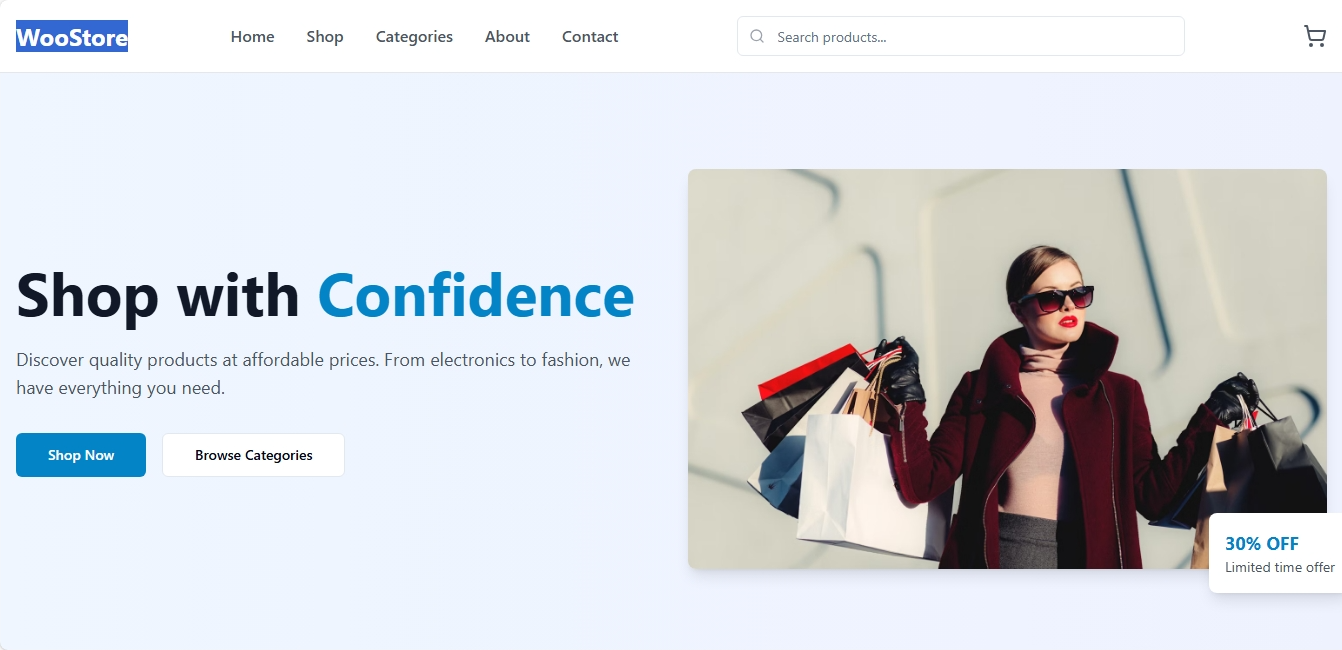 WooStore
Home
Shop
Categories
About
Contact
Search products...
Shop with Confidence
Discover quality products at affordable prices. From electronics to fashion, we
have everything you need.
Shop Now
Browse Categories
30% OFF
Limited time offer